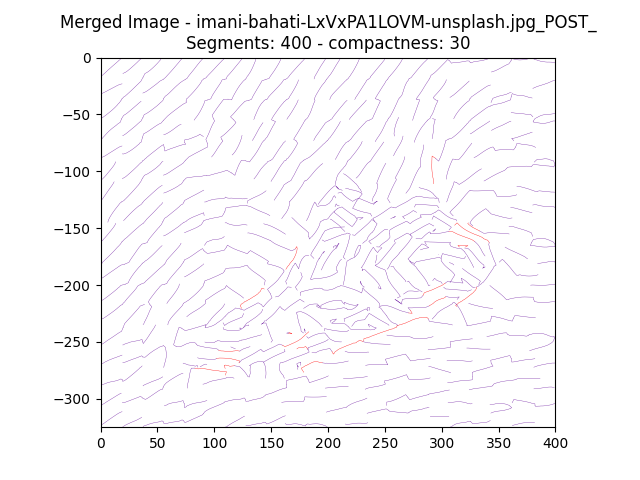 Merged Image - imani-bahati-LxVxPA1LOVM-unsplash.jpg_POST_
Segments: 400 - compactness: 30
0
−50
−100
−150
−200
−250
−300
0 50 100 150 200 250 300 350 400